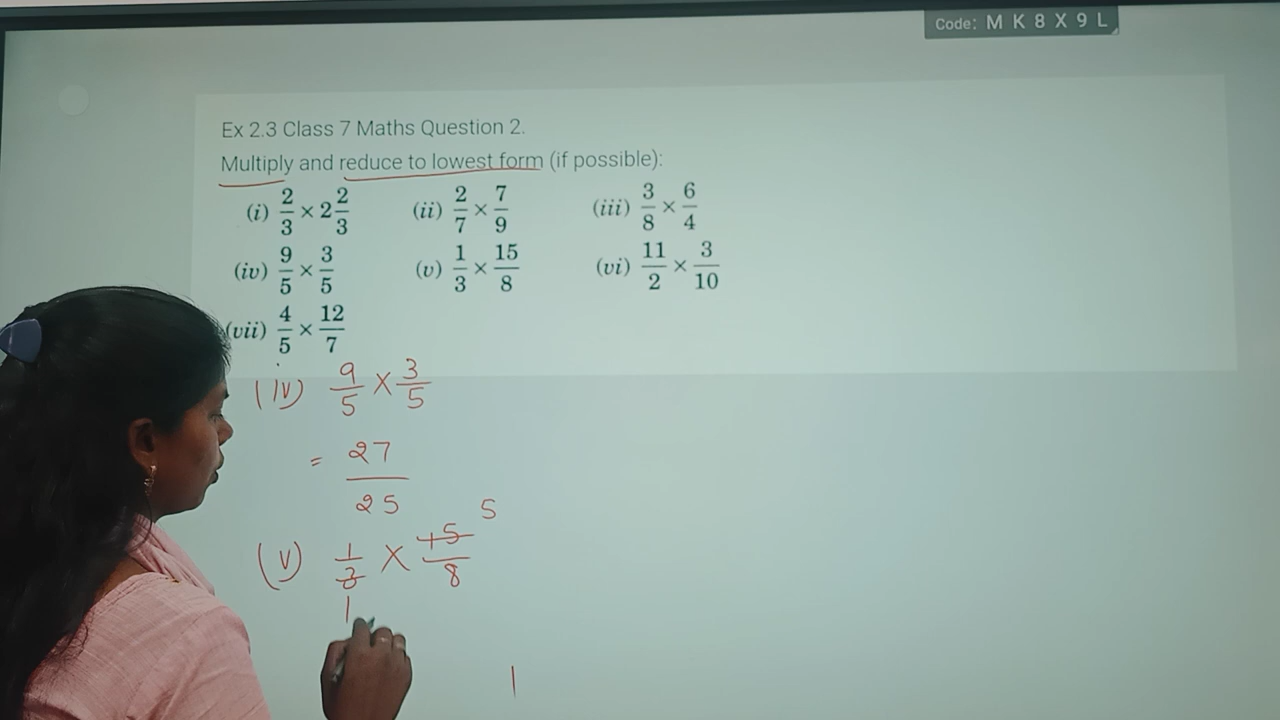 Code: M K 8 X 9 L
Ex 2.3 Class 7 Maths Question 2.
Multiply and reduce to lowest form (if possible):
(i) 2/3 × 2 2/3 (ii) 2/7 × 7/9 (iii) 3/8 × 6/4
(iv) 9/5 × 3/5 (v) 1/3 × 15/8 (vi) 11/2 × 3/10
(vii) 4/5 × 12/7
(iv) 9/5 × 3/5
= 27/25
5
(v) 1/3 × 15/8
1
1